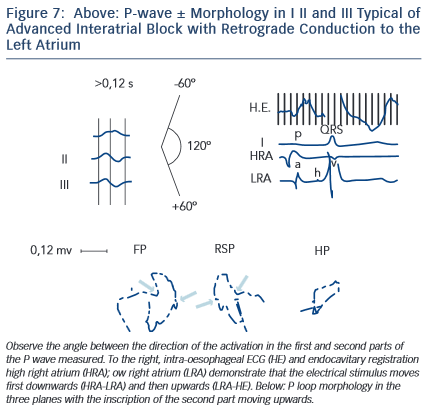 Figure 7: Above: P-wave ± Morphology in I II and III Typical of
Advanced Interatrial Block with Retrograde Conduction to the
Left Atrium
>0,12 s
-60º
120º
+60º
II
III
H.E.
p
QRS
I
HRA
a
v
h
LRA
0,12 mv
FP
RSP
HP
Observe the angle between the direction of the activation in the first and second parts of
the P wave measured. To the right, intra-oesophageal ECG (HE) and endocavitary registration
high right atrium (HRA); ow right atrium (LRA) demonstrate that the electrical stimulus moves
first downwards (HRA-LRA) and then upwards (LRA-HE). Below: P loop morphology in the
three planes with the inscription of the second part moving upwards.